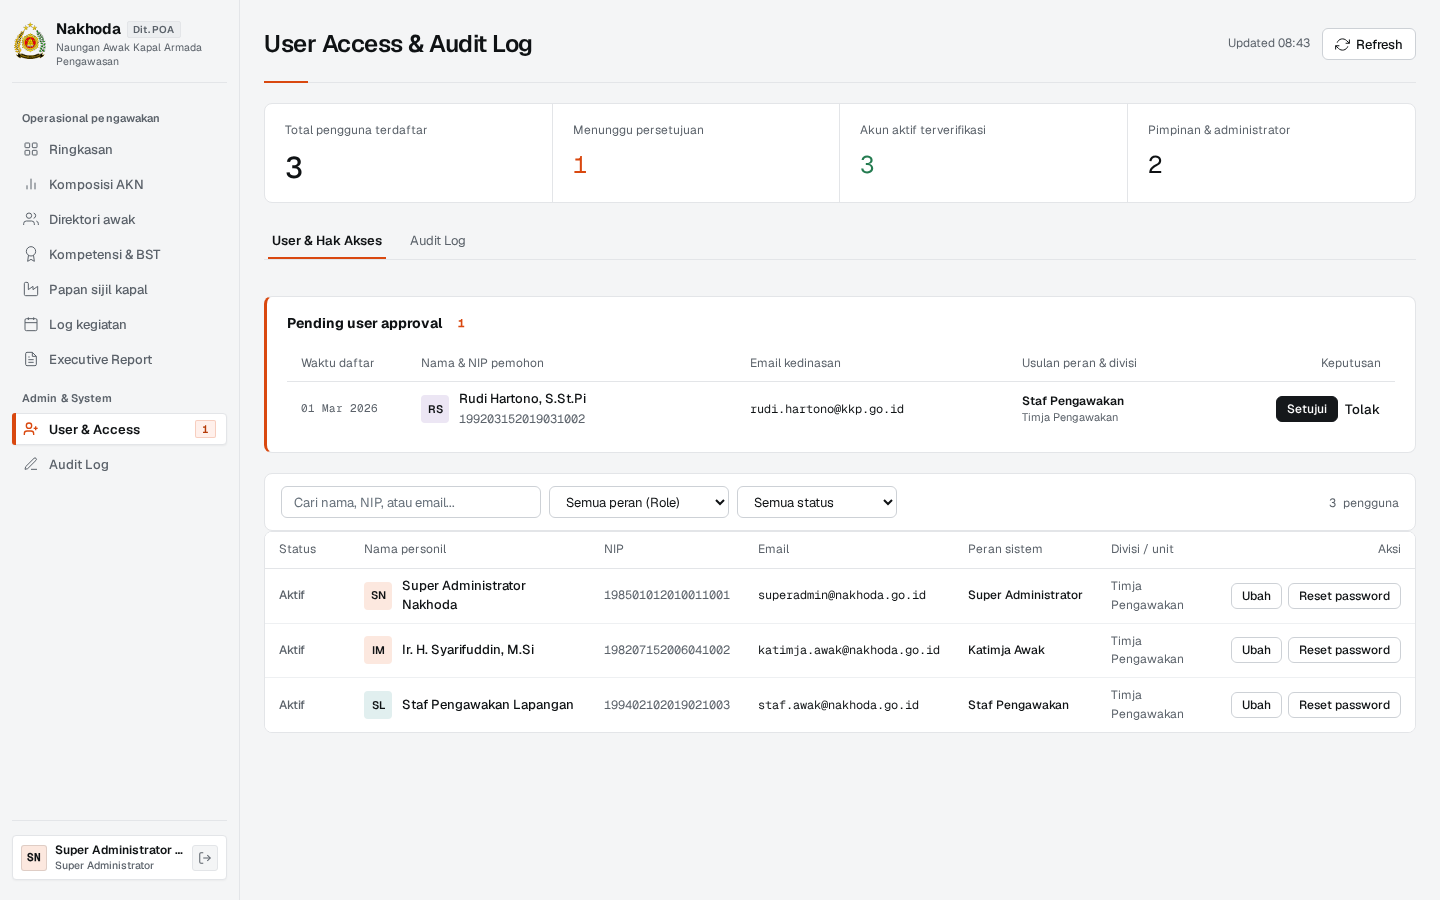 Nakhoda Dit. POA
Naungan Awak Kapal Armada
Pengawasan
Operasional pengawakan
Ringkasan
Komposisi AKN
Direktori awak
Kompetensi & BST
Papan sijil kapal
Log kegiatan
Executive Report
Admin & System
User & Access 1
Audit Log
Super Administrator ...
SN
Super Administrator
User Access & Audit Log
Updated 08:43 Refresh
Total pengguna terdaftar
3
Menunggu persetujuan
1
Akun aktif terverifikasi
3
Pimpinan & administrator
2
User & Hak Akses Audit Log
Pending user approval 1
Waktu daftar Nama & NIP pemohon Email kedinasan Usulan peran & divisi Keputusan
01 Mar 2026 RS Rudi Hartono, S.St.Pi
199203152019031002
rudi.hartono@kkp.go.id
Staf Pengawakan
Timja Pengawakan
Setujui Tolak
Cari nama, NIP, atau email... Semua peran (Role) Semua status 3 pengguna
Status Nama personil NIP Email Peran sistem Divisi / unit Aksi
Aktif SN Super Administrator
Nakhoda
198501012010011001 superadmin@nakhoda.go.id Super Administrator Timja
Pengawakan
Ubah Reset password
Aktif IM Ir. H. Syarifuddin, M.Si 198207152006041002 katimja.awak@nakhoda.go.id Katimja Awak Timja
Pengawakan
Ubah Reset password
Aktif SL Staf Pengawakan Lapangan 199402102019021003 staf.awak@nakhoda.go.id Staf Pengawakan Timja
Pengawakan
Ubah Reset password